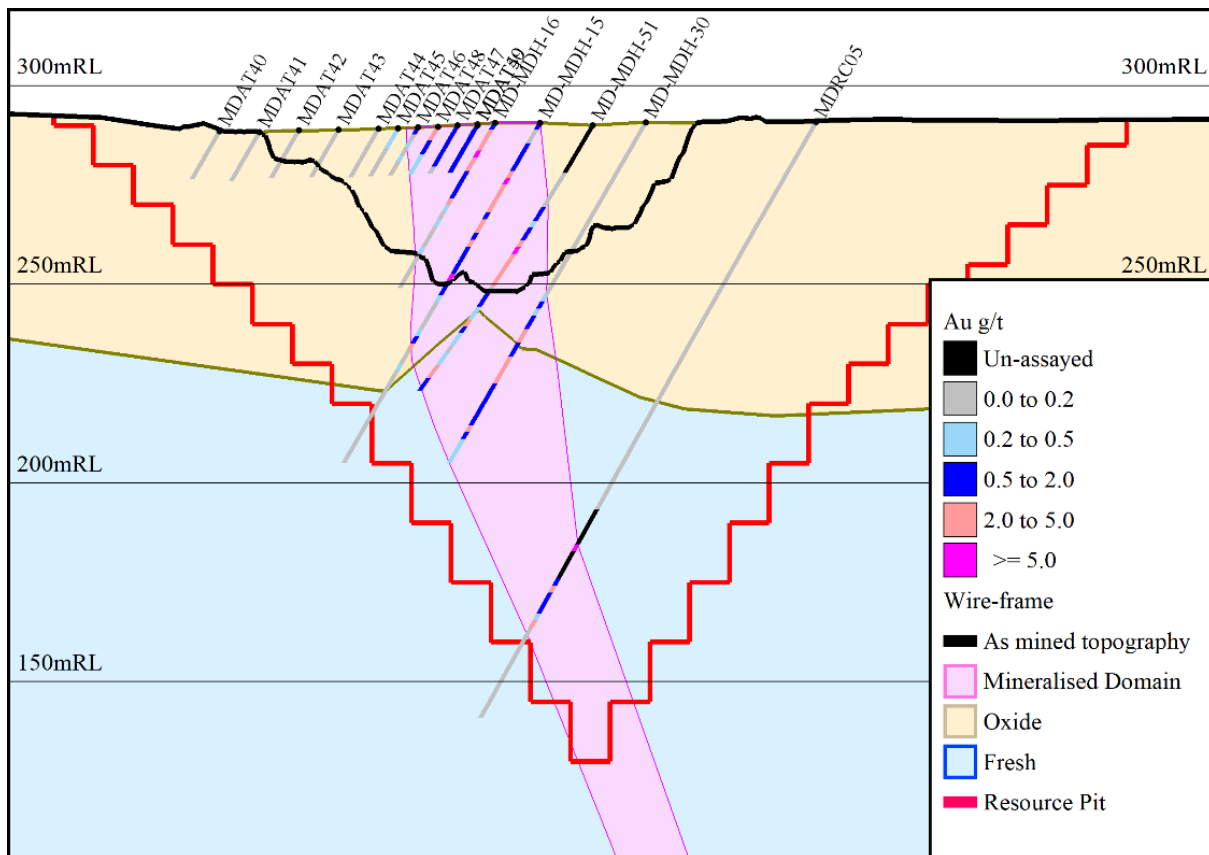 MDAT40
MDAT41
MDAT42
MDAT43
MDAT44
MDAT45
MDAT46
MDAT48
MDAT47
MD-MDH-16
MD-MDH-15
MD-MDH-51
MD-MDH-30
MDRC05
300mRL
300mRL
250mRL
250mRL
200mRL
150mRL
Au g/t
Un-assayed
0.0 to 0.2
0.2 to 0.5
0.5 to 2.0
2.0 to 5.0
>= 5.0
Wire-frame
As mined topography
Mineralised Domain
Oxide
Fresh
Resource Pit